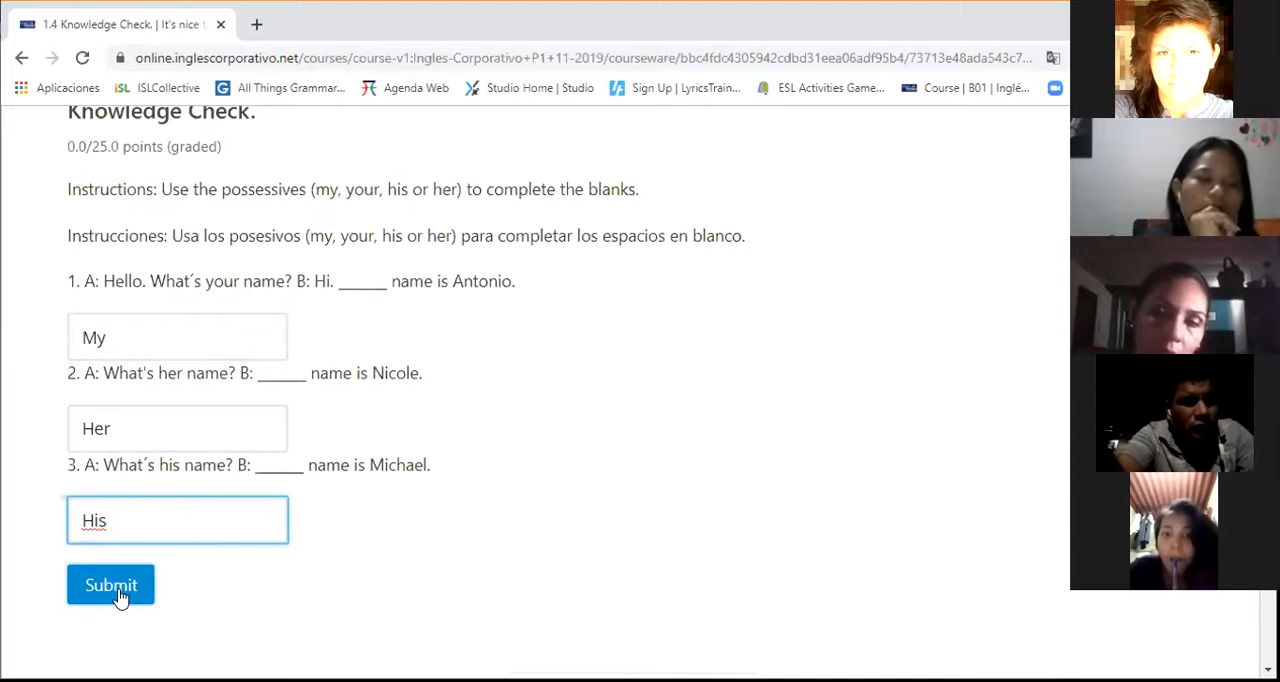 1.4 Knowledge Check. | It's nice t
online.inglescorporativo.net/courses/course-v1:Ingles-Corporativo+P1+11-2019/courseware/bbc4fdc4305942cdbd31eea06adf95b4/73713e48ada543c7...
Aplicaciones iSL ISLCollective G All Things Grammar... Agenda Web Studio Home | Studio Sign Up | LyricsTrain... ESL Activities Game... Course | B01 | Inglé...
Knowledge Check.
0.0/25.0 points (graded)
Instructions: Use the possessives (my, your, his or her) to complete the blanks.
Instrucciones: Usa los posesivos (my, your, his or her) para completar los espacios en blanco.
1. A: Hello. What´s your name? B: Hi. ______ name is Antonio.
My
2. A: What's her name? B: ______ name is Nicole.
Her
3. A: What´s his name? B: ______ name is Michael.
His
Submit